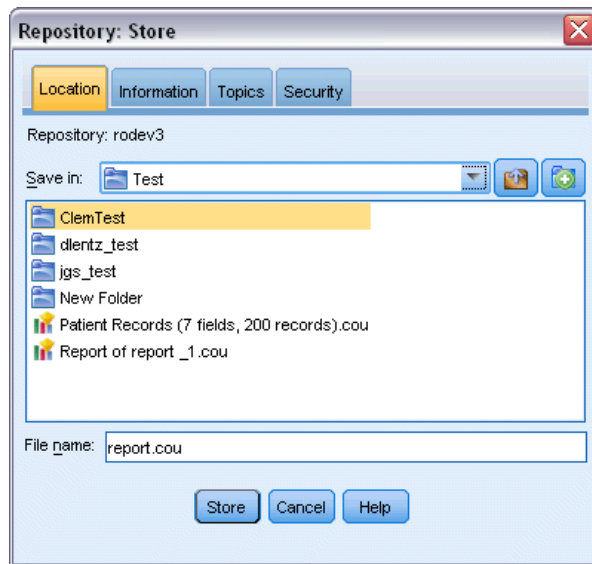 Repository: Store
Location Information Topics Security
Repository: rodev3
Save in: Test
ClemTest
dlentz_test
jgs_test
New Folder
Patient Records (7 fields, 200 records).cou
Report of report _1.cou
File name: report.cou
Store Cancel Help